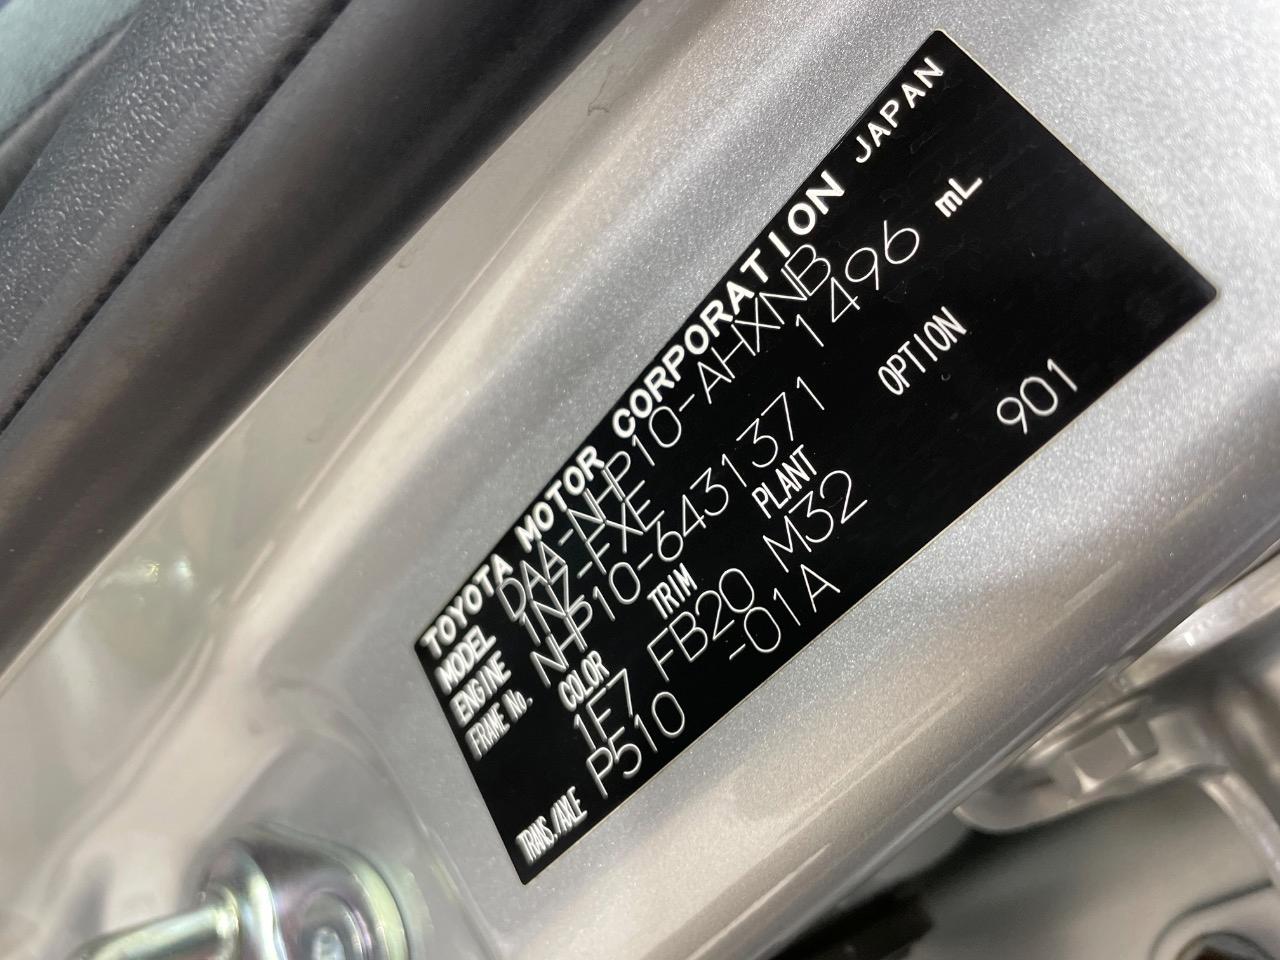 TOYOTA MOTOR CORPORATION JAPAN
MODEL DAA-NHP10-AHXNB
ENGINE 1NZ-FXE 1496 mL
FRAME No. NHP10-6431371
COLOR TRIM PLANT OPTION
1F7 FB20 M32 901
TRANS./AXLE P510 -01A